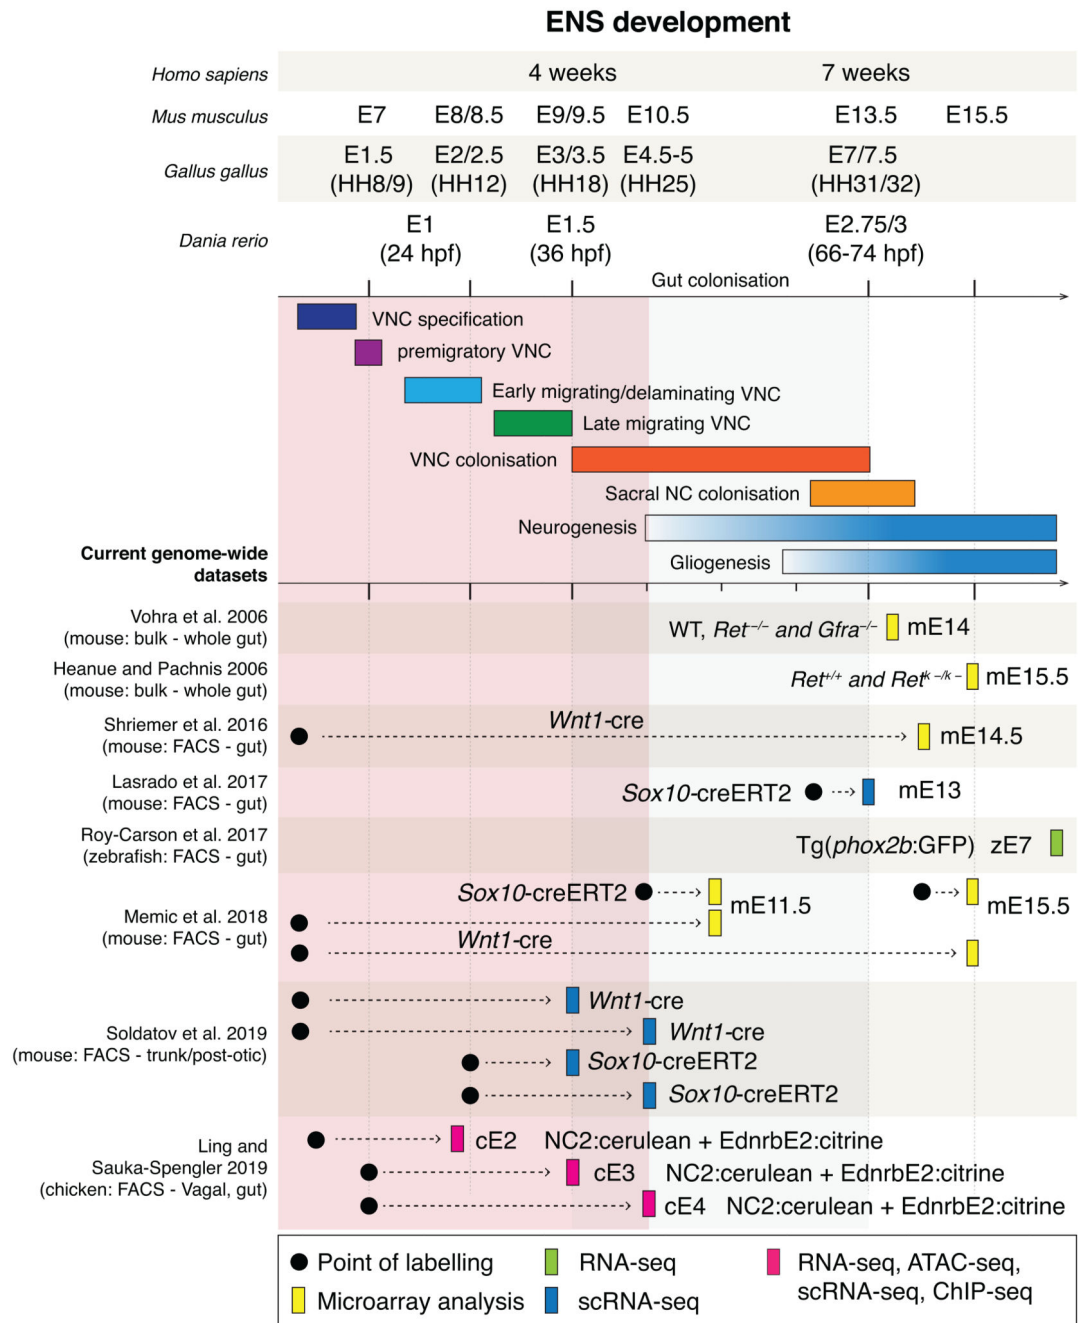 ENS development
Homo sapiens 4 weeks 7 weeks
Mus musculus E7 E8/8.5 E9/9.5 E10.5 E13.5 E15.5
Gallus gallus E1.5 E2/2.5 E3/3.5 E4.5-5 E7/7.5
(HH8/9) (HH12) (HH18) (HH25) (HH31/32)
Dania rerio E1 E1.5 E2.75/3
(24 hpf) (36 hpf) (66-74 hpf)
Gut colonisation
VNC specification
premigratory VNC
Early migrating/delaminating VNC
Late migrating VNC
VNC colonisation
Sacral NC colonisation
Neurogenesis
Gliogenesis
Current genome-wide
datasets
Vohra et al. 2006
(mouse: bulk - whole gut)
WT, Ret–/– and Gfra–/– mE14
Heanue and Pachnis 2006
(mouse: bulk - whole gut)
Ret+/+ and Retk –/k – mE15.5
Shriemer et al. 2016
(mouse: FACS - gut)
Wnt1-cre
mE14.5
Lasrado et al. 2017
(mouse: FACS - gut)
Sox10-creERT2 mE13
Roy-Carson et al. 2017
(zebrafish: FACS - gut)
Tg(phox2b:GFP) zE7
Memic et al. 2018
(mouse: FACS - gut)
Sox10-creERT2
mE11.5 mE15.5
Wnt1-cre
Soldatov et al. 2019
(mouse: FACS - trunk/post-otic)
Wnt1-cre
Wnt1-cre
Sox10-creERT2
Sox10-creERT2
Ling and
Sauka-Spengler 2019
(chicken: FACS - Vagal, gut)
cE2 NC2:cerulean + EdnrbE2:citrine
cE3 NC2:cerulean + EdnrbE2:citrine
cE4 NC2:cerulean + EdnrbE2:citrine
Point of labelling
Microarray analysis
RNA-seq
scRNA-seq
RNA-seq, ATAC-seq,
scRNA-seq, ChIP-seq